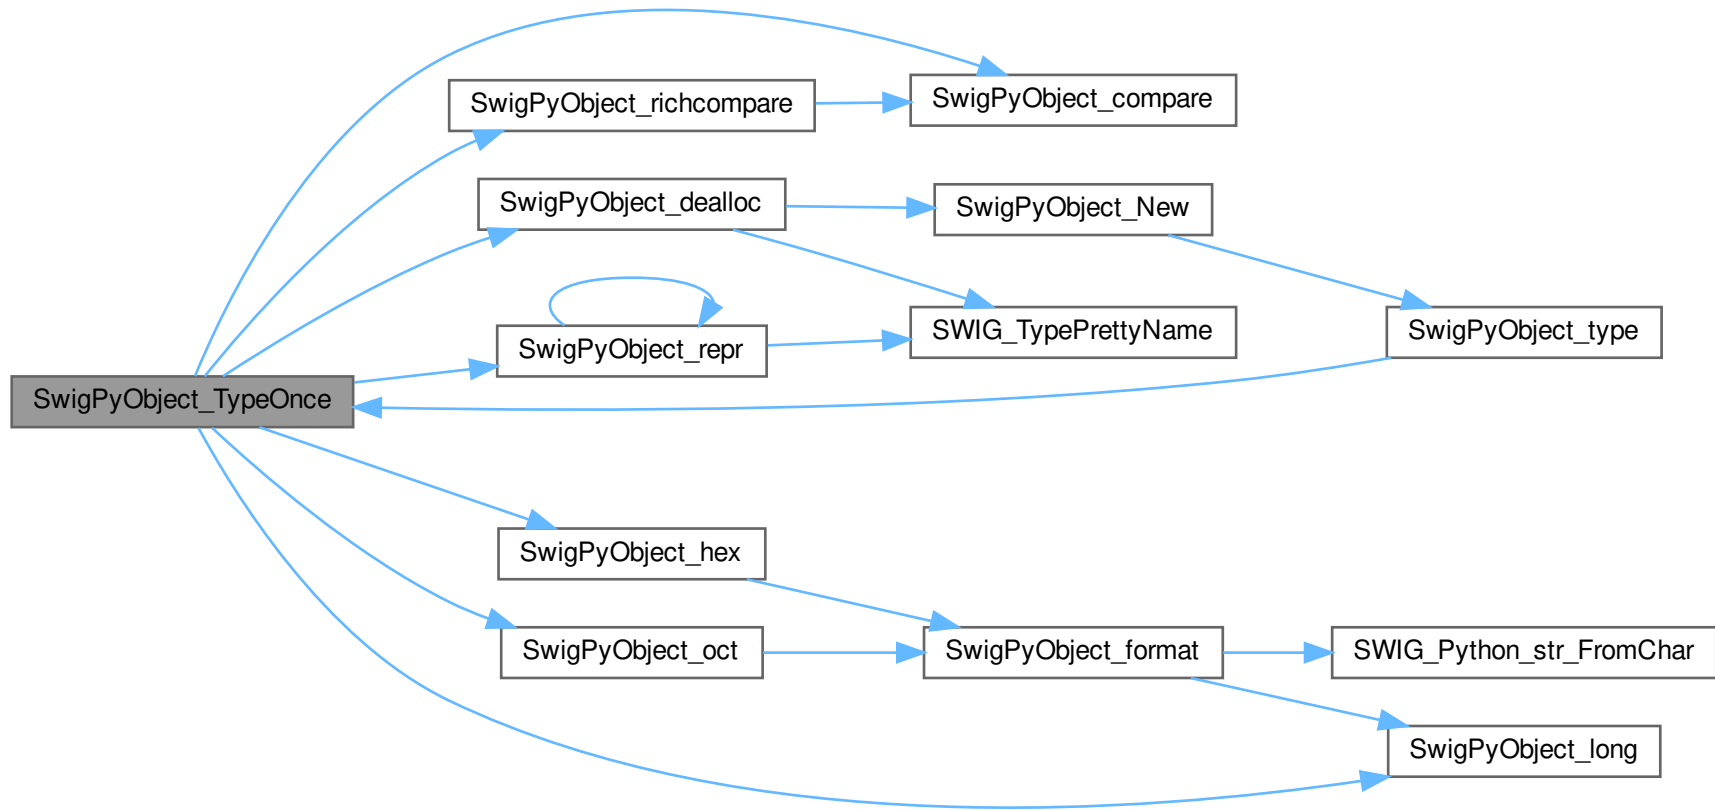 SwigPyObject_TypeOnce
SwigPyObject_richcompare
SwigPyObject_compare
SwigPyObject_dealloc
SwigPyObject_New
SwigPyObject_repr
SWIG_TypePrettyName
SwigPyObject_type
SwigPyObject_hex
SwigPyObject_oct
SwigPyObject_format
SWIG_Python_str_FromChar
SwigPyObject_long